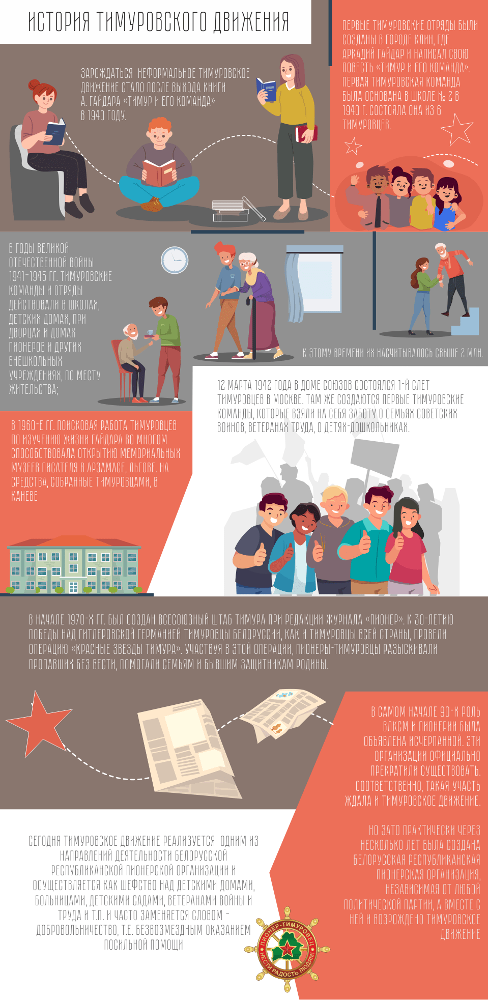 ИСТОРИЯ ТИМУРОВСКОГО ДВИЖЕНИЯ
ЗАРОЖДАТЬСЯ НЕФОРМАЛЬНОЕ ТИМУРОВСКОЕ
ДВИЖЕНИЕ СТАЛО ПОСЛЕ ВЫХОДА КНИГИ
А. ГАЙДАРА «ТИМУР И ЕГО КОМАНДА»
В 1940 ГОДУ.
ПЕРВЫЕ ТИМУРОВСКИЕ ОТРЯДЫ БЫЛИ
СОЗДАНЫ В ГОРОДЕ КЛИН, ГДЕ
АРКАДИЙ ГАЙДАР И НАПИСАЛ СВОЮ
ПОВЕСТЬ «ТИМУР И ЕГО КОМАНДА».
ПЕРВАЯ ТИМУРОВСКАЯ КОМАНДА
БЫЛА ОСНОВАНА В ШКОЛЕ № 2 В
1940 Г. СОСТОЯЛА ОНА ИЗ 6
ТИМУРОВЦЕВ.
В ГОДЫ ВЕЛИКОЙ
ОТЕЧЕСТВЕННОЙ ВОЙНЫ
1941-1945 ГГ. ТИМУРОВСКИЕ
КОМАНДЫ И ОТРЯДЫ
ДЕЙСТВОВАЛИ В ШКОЛАХ,
ДЕТСКИХ ДОМАХ, ПРИ
ДВОРЦАХ И ДОМАХ
ПИОНЕРОВ И ДРУГИХ
ВНЕШКОЛЬНЫХ
УЧРЕЖДЕНИЯХ, ПО МЕСТУ
ЖИТЕЛЬСТВА;
К ЭТОМУ ВРЕМЕНИ ИХ НАСЧИТЫВАЛОСЬ СВЫШЕ 2 МЛН.
12 МАРТА 1942 ГОДА В ДОМЕ СОЮЗОВ СОСТОЯЛСЯ 1-Й СЛЕТ
ТИМУРОВЦЕВ В МОСКВЕ. ТАМ ЖЕ СОЗДАЮТСЯ ПЕРВЫЕ ТИМУРОВСКИЕ
КОМАНДЫ, КОТОРЫЕ ВЗЯЛИ НА СЕБЯ ЗАБОТУ О СЕМЬЯХ СОВЕТСКИХ
ВОИНОВ, ВЕТЕРАНАХ ТРУДА, О ДЕТЯХ-ДОШКОЛЬНИКАХ.
В 1960-Е ГГ. ПОИСКОВАЯ РАБОТА ТИМУРОВЦЕВ
ПО ИЗУЧЕНИЮ ЖИЗНИ ГАЙДАРА ВО МНОГОМ
СПОСОБСТВОВАЛА ОТКРЫТИЮ МЕМОРИАЛЬНЫХ
МУЗЕЕВ ПИСАТЕЛЯ В АРЗАМАСЕ, ЛЬГОВЕ. НА
СРЕДСТВА, СОБРАННЫЕ ТИМУРОВЦАМИ, В
КАНЕВЕ
В НАЧАЛЕ 1970-Х ГГ. БЫЛ СОЗДАН ВСЕСОЮЗНЫЙ ШТАБ ТИМУРА ПРИ РЕДАКЦИИ ЖУРНАЛА «ПИОНЕР». К 30-ЛЕТИЮ
ПОБЕДЫ НАД ГИТЛЕРОВСКОЙ ГЕРМАНИЕЙ ТИМУРОВЦЫ БЕЛОРУССИИ, КАК И ТИМУРОВЦЫ ВСЕЙ СТРАНЫ, ПРОВЕЛИ
ОПЕРАЦИЮ «КРАСНЫЕ ЗВЕЗДЫ ТИМУРА». УЧАСТВУЯ В ЭТОЙ ОПЕРАЦИИ, ПИОНЕРЫ-ТИМУРОВЦЫ РАЗЫСКИВАЛИ
ПРОПАВШИХ БЕЗ ВЕСТИ, ПОМОГАЛИ СЕМЬЯМ И БЫВШИМ ЗАЩИТНИКАМ РОДИНЫ.
В САМОМ НАЧАЛЕ 90-Х РОЛЬ
ВЛКСМ И ПИОНЕРИИ БЫЛА
ОБЪЯВЛЕНА ИСЧЕРПАННОЙ. ЭТИ
ОРГАНИЗАЦИИ ОФИЦИАЛЬНО
ПРЕКРАТИЛИ СУЩЕСТВОВАТЬ.
СООТВЕТСТВЕННО, ТАКАЯ УЧАСТЬ
ЖДАЛА И ТИМУРОВСКОЕ ДВИЖЕНИЕ.
НО ЗАТО ПРАКТИЧЕСКИ ЧЕРЕЗ
НЕСКОЛЬКО ЛЕТ БЫЛА СОЗДАНА
БЕЛОРУССКАЯ РЕСПУБЛИКАНСКАЯ
ПИОНЕРСКАЯ ОРГАНИЗАЦИЯ,
НЕЗАВИСИМАЯ ОТ ЛЮБОЙ
ПОЛИТИЧЕСКОЙ ПАРТИИ, А ВМЕСТЕ С
НЕЙ И ВОЗРОЖДЕНО ТИМУРОВСКОЕ
ДВИЖЕНИЕ
СЕГОДНЯ ТИМУРОВСКОЕ ДВИЖЕНИЕ РЕАЛИЗУЕТСЯ ОДНИМ ИЗ
НАПРАВЛЕНИЙ ДЕЯТЕЛЬНОСТИ БЕЛОРУССКОЙ
РЕСПУБЛИКАНСКОЙ ПИОНЕРСКОЙ ОРГАНИЗАЦИИ И
ОСУЩЕСТВЛЯЕТСЯ КАК ШЕФСТВО НАД ДЕТСКИМИ ДОМАМИ,
БОЛЬНИЦАМИ, ДЕТСКИМИ САДАМИ, ВЕТЕРАНАМИ ВОЙНЫ И
ТРУДА И Т.П. И ЧАСТО ЗАМЕНЯЕТСЯ СЛОВОМ -
ДОБРОВОЛЬНИЧЕСТВО, Т.Е. БЕЗВОЗМЕЗДНЫМ ОКАЗАНИЕМ
ПОСИЛЬНОЙ ПОМОЩИ
ПИОНЕР-ТИМУРОВЕЦ
НЕСТИ РАДОСТЬ ЛЮДЯМ!